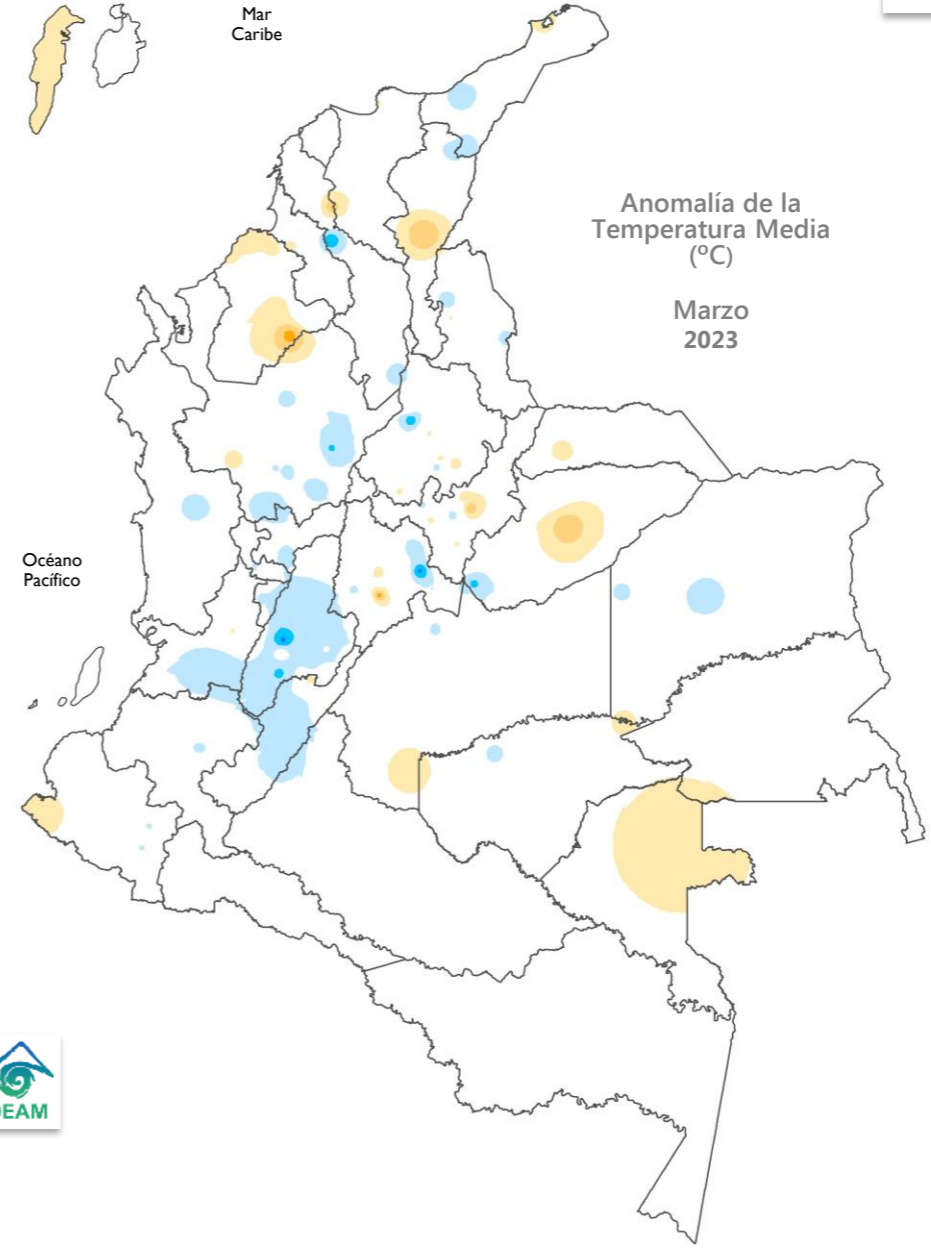 Mar
Caribe
Anomalía de la
Temperatura Media
(ºC)
Marzo
2023
Océano
Pacífico
DEAM